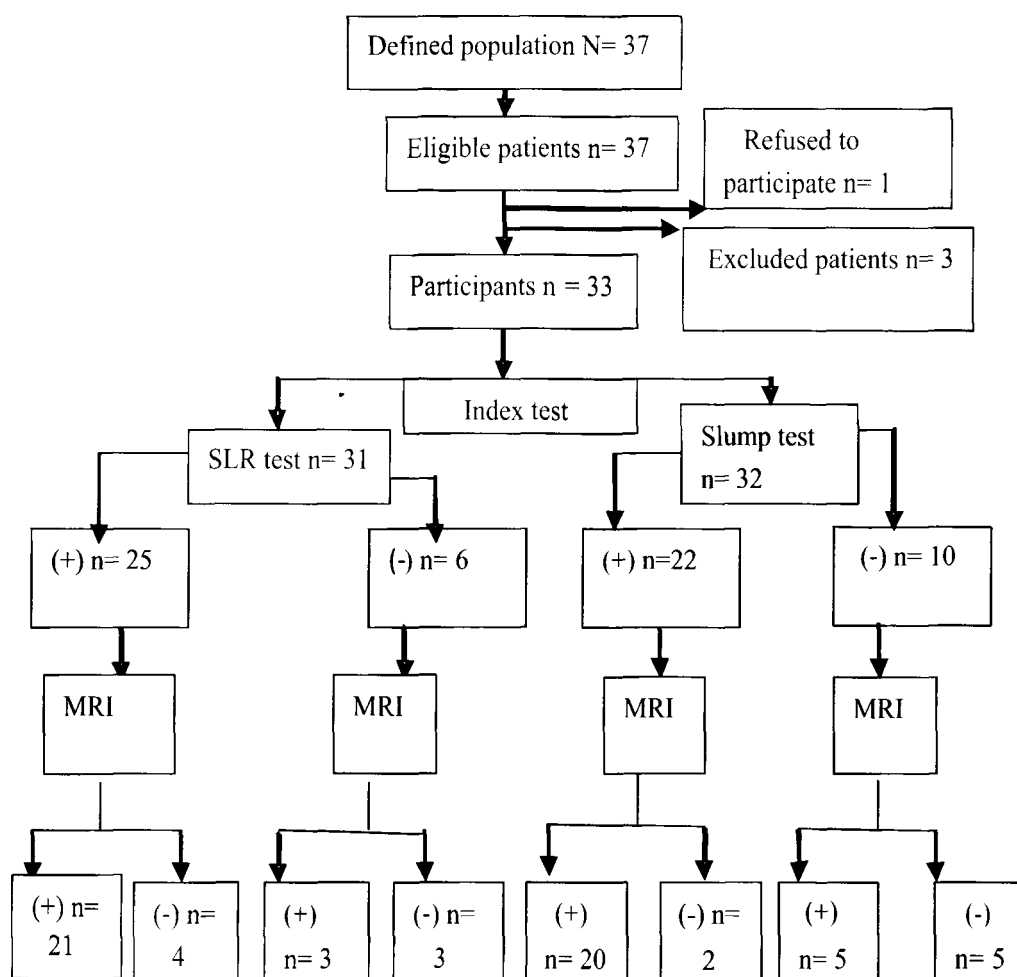 Defined population N= 37
Eligible patients n= 37
Refused to
participate n= 1
Excluded patients n= 3
Participants n = 33
Index test
SLR test n= 31
Slump test
n= 32
(+) n= 25
(-) n= 6
(+) n=22
(-) n= 10
MRI
MRI
MRI
MRI
(+) n=
21
(-) n=
4
(+)
n= 3
(-) n=
3
(+)
n= 20
(-) n=
2
(+)
n= 5
(-)
n= 5